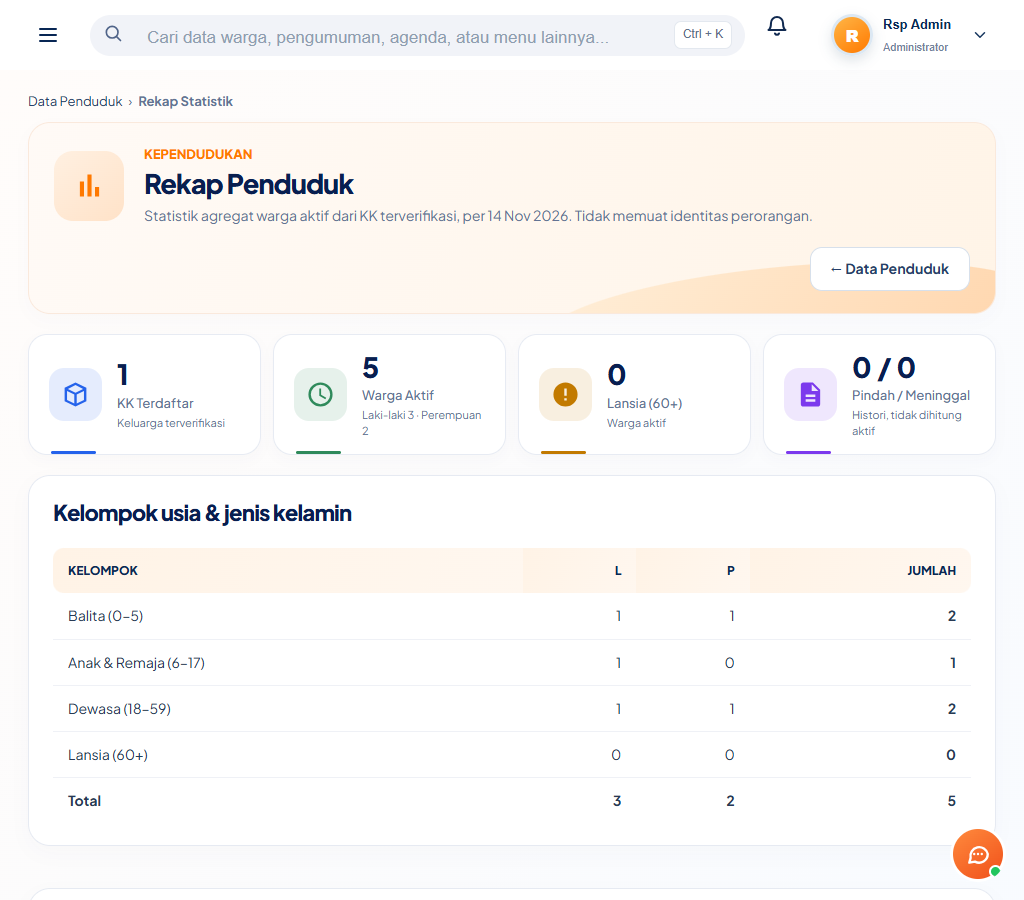 Cari data warga, pengumuman, agenda, atau menu lainnya...
Ctrl + K
R
Rsp Admin
Administrator
Data Penduduk › Rekap Statistik
KEPENDUDUKAN
Rekap Penduduk
Statistik agregat warga aktif dari KK terverifikasi, per 14 Nov 2026. Tidak memuat identitas perorangan.
← Data Penduduk
1
KK Terdaftar
Keluarga terverifikasi
5
Warga Aktif
Laki-laki 3 · Perempuan
2
0
Lansia (60+)
Warga aktif
0 / 0
Pindah / Meninggal
Histori, tidak dihitung
aktif
Kelompok usia & jenis kelamin
KELOMPOK L P JUMLAH
Balita (0–5) 1 1 2
Anak & Remaja (6–17) 1 0 1
Dewasa (18–59) 1 1 2
Lansia (60+) 0 0 0
Total 3 2 5